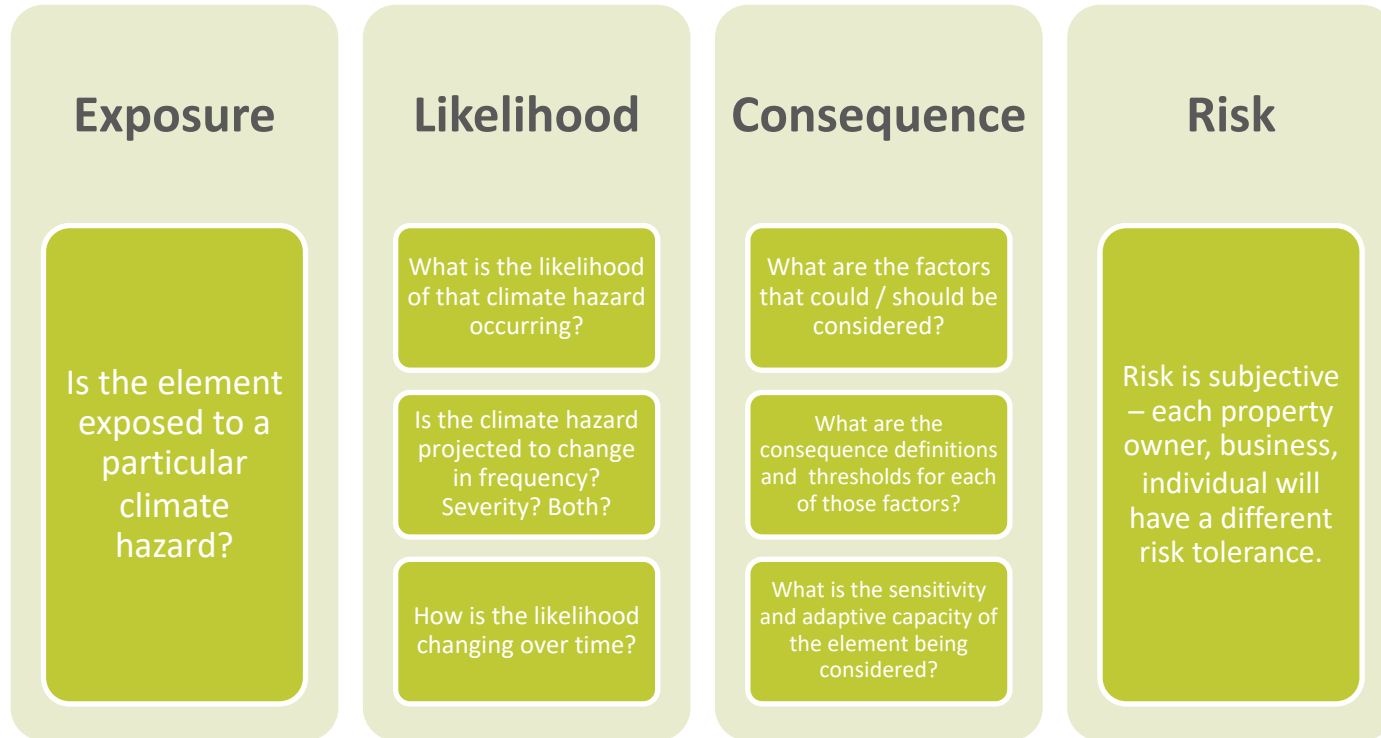 Exposure
Is the element
exposed to a
particular
climate
hazard?
Likelihood
What is the likelihood
of that climate hazard
occurring?
Is the climate hazard
projected to change
in frequency?
Severity? Both?
How is the likelihood
changing over time?
Consequence
What are the factors
that could / should be
considered?
What are the
consequence definitions
and thresholds for each
of those factors?
What is the sensitivity
and adaptive capacity of
the element being
considered?
Risk
Risk is subjective
– each property
owner, business,
individual will
have a different
risk tolerance.